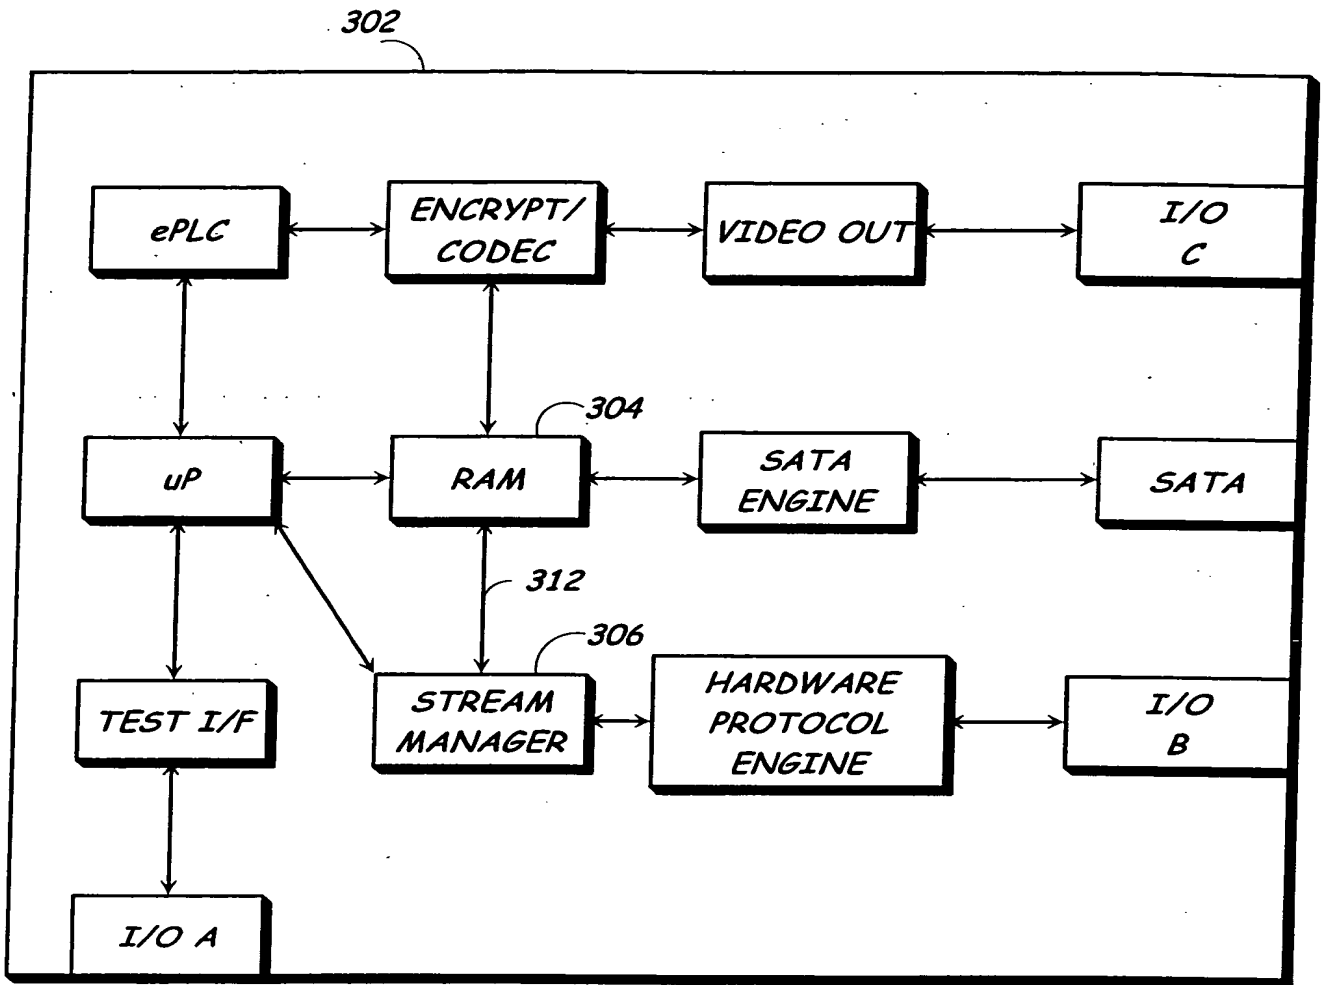 302
ePLC
ENCRYPT/
CODEC
VIDEO OUT
I/O
C
304
uP
RAM
SATA
ENGINE
SATA
312
306
TEST I/F
STREAM
MANAGER
HARDWARE
PROTOCOL
ENGINE
I/O
B
I/O A